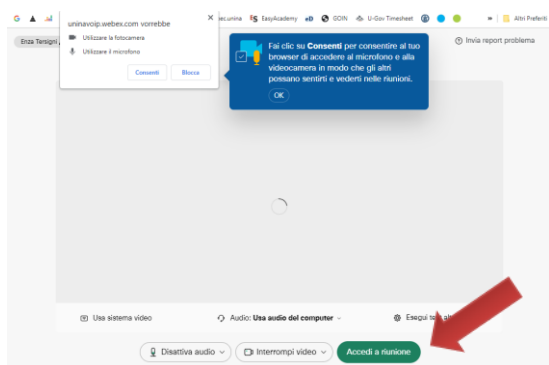 ec.unina EasyAcademy GOIN U-Gov Timesheet » Altri Preferiti
uninavoip.webex.com vorrebbe ×
Utilizzare la fotocamera
Utilizzare il microfono
Consenti Blocca
Enza Tersigni
Fai clic su Consenti per consentire al tuo
browser di accedere al microfono e alla
videocamera in modo che gli altri
possano sentirti e vederti nelle riunioni.
OK
Invia report problema
Usa sistema video Audio: Usa audio del computer Esegui
Disattiva audio Interrompi video Accedi a riunione